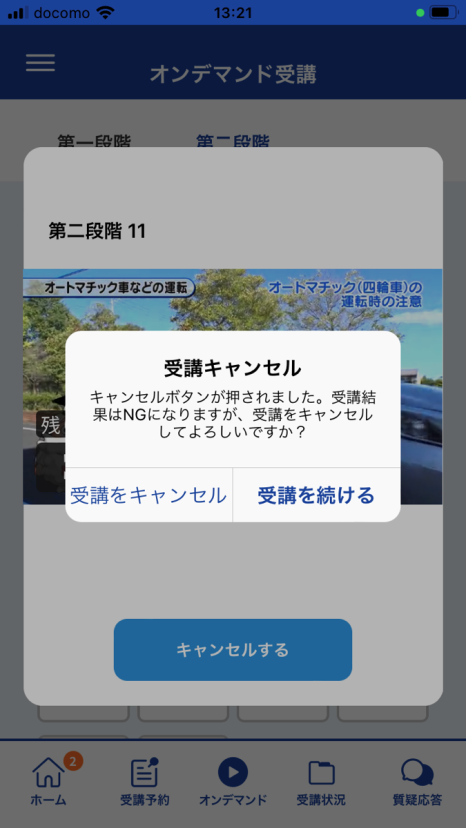 docomo
13:21
オンデマンド受講
第一段階
第二段階
第二段階 11
オートマチック車などの運転
オートマチック（四輪車）の
運転時の注意
残
受講キャンセル
キャンセルボタンが押されました。受講結
果はNGになりますが、受講をキャンセル
してよろしいですか？
受講をキャンセル
受講を続ける
キャンセルする
2
ホーム
受講予約
オンデマンド
受講状況
質疑応答